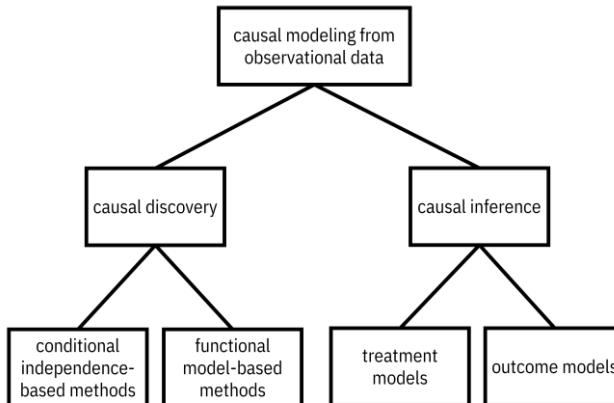 causal modeling from
observational data
causal discovery
causal inference
conditional
independence-
based methods
functional
model-based
methods
treatment
models
outcome models